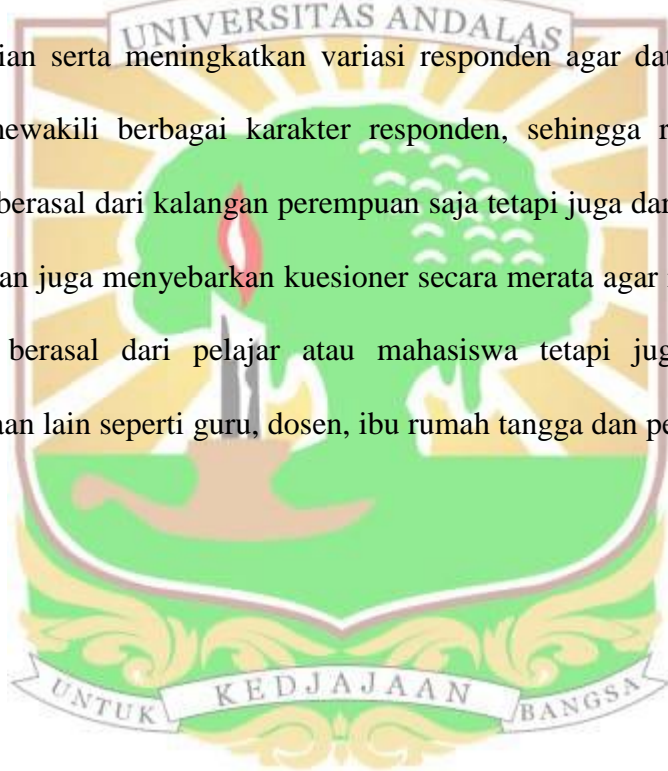 UNIVERSITAS ANDALAS
ian serta meningkatkan variasi responden agar dat
newakili berbagai karakter responden, sehingga r
berasal dari kalangan perempuan saja tetapi juga dar
an juga menyebarkan kuesioner secara merata agar
berasal dari pelajar atau mahasiswa tetapi jug
aan lain seperti guru, dosen, ibu rumah tangga dan pe
UNTUK KEDJAJAAN BANGSA